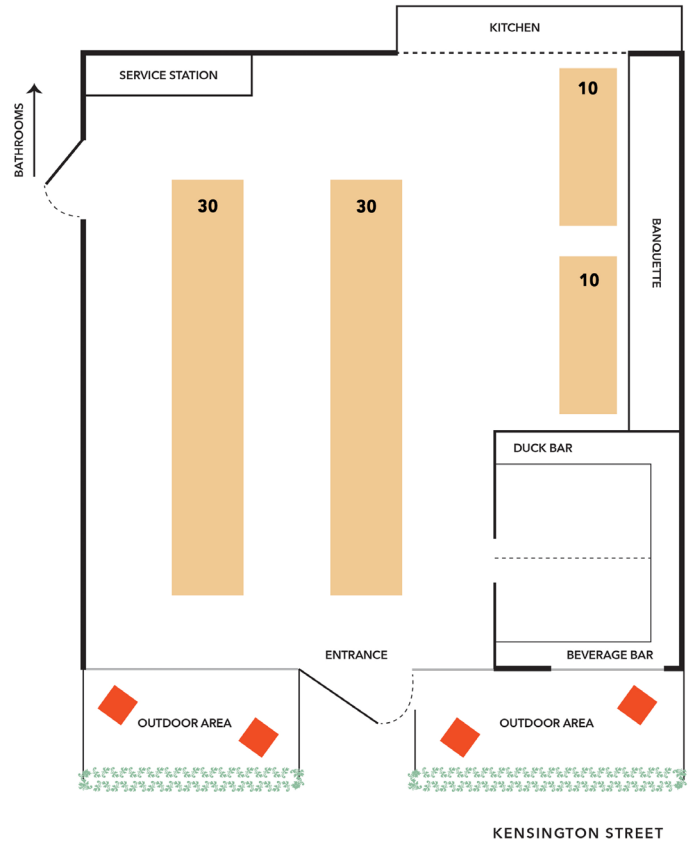 KITCHEN
SERVICE STATION
10
BATHROOMS
30
30
BANQUETTE
10
DUCK BAR
ENTRANCE
BEVERAGE BAR
OUTDOOR AREA
OUTDOOR AREA
KENSINGTON STREET